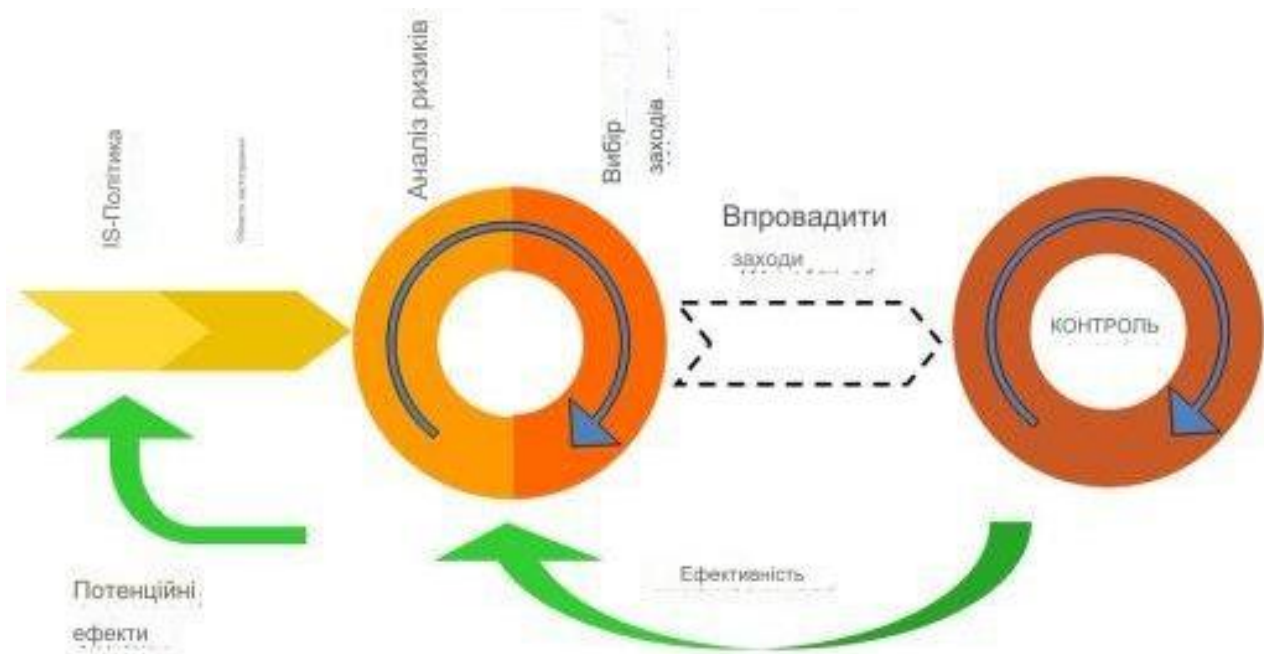 IS-Політика
Аналіз ризиків
Вибір
заходів
Впровадити
заходи
КОНТРОЛЬ
Ефективність
Потенційні
ефекти